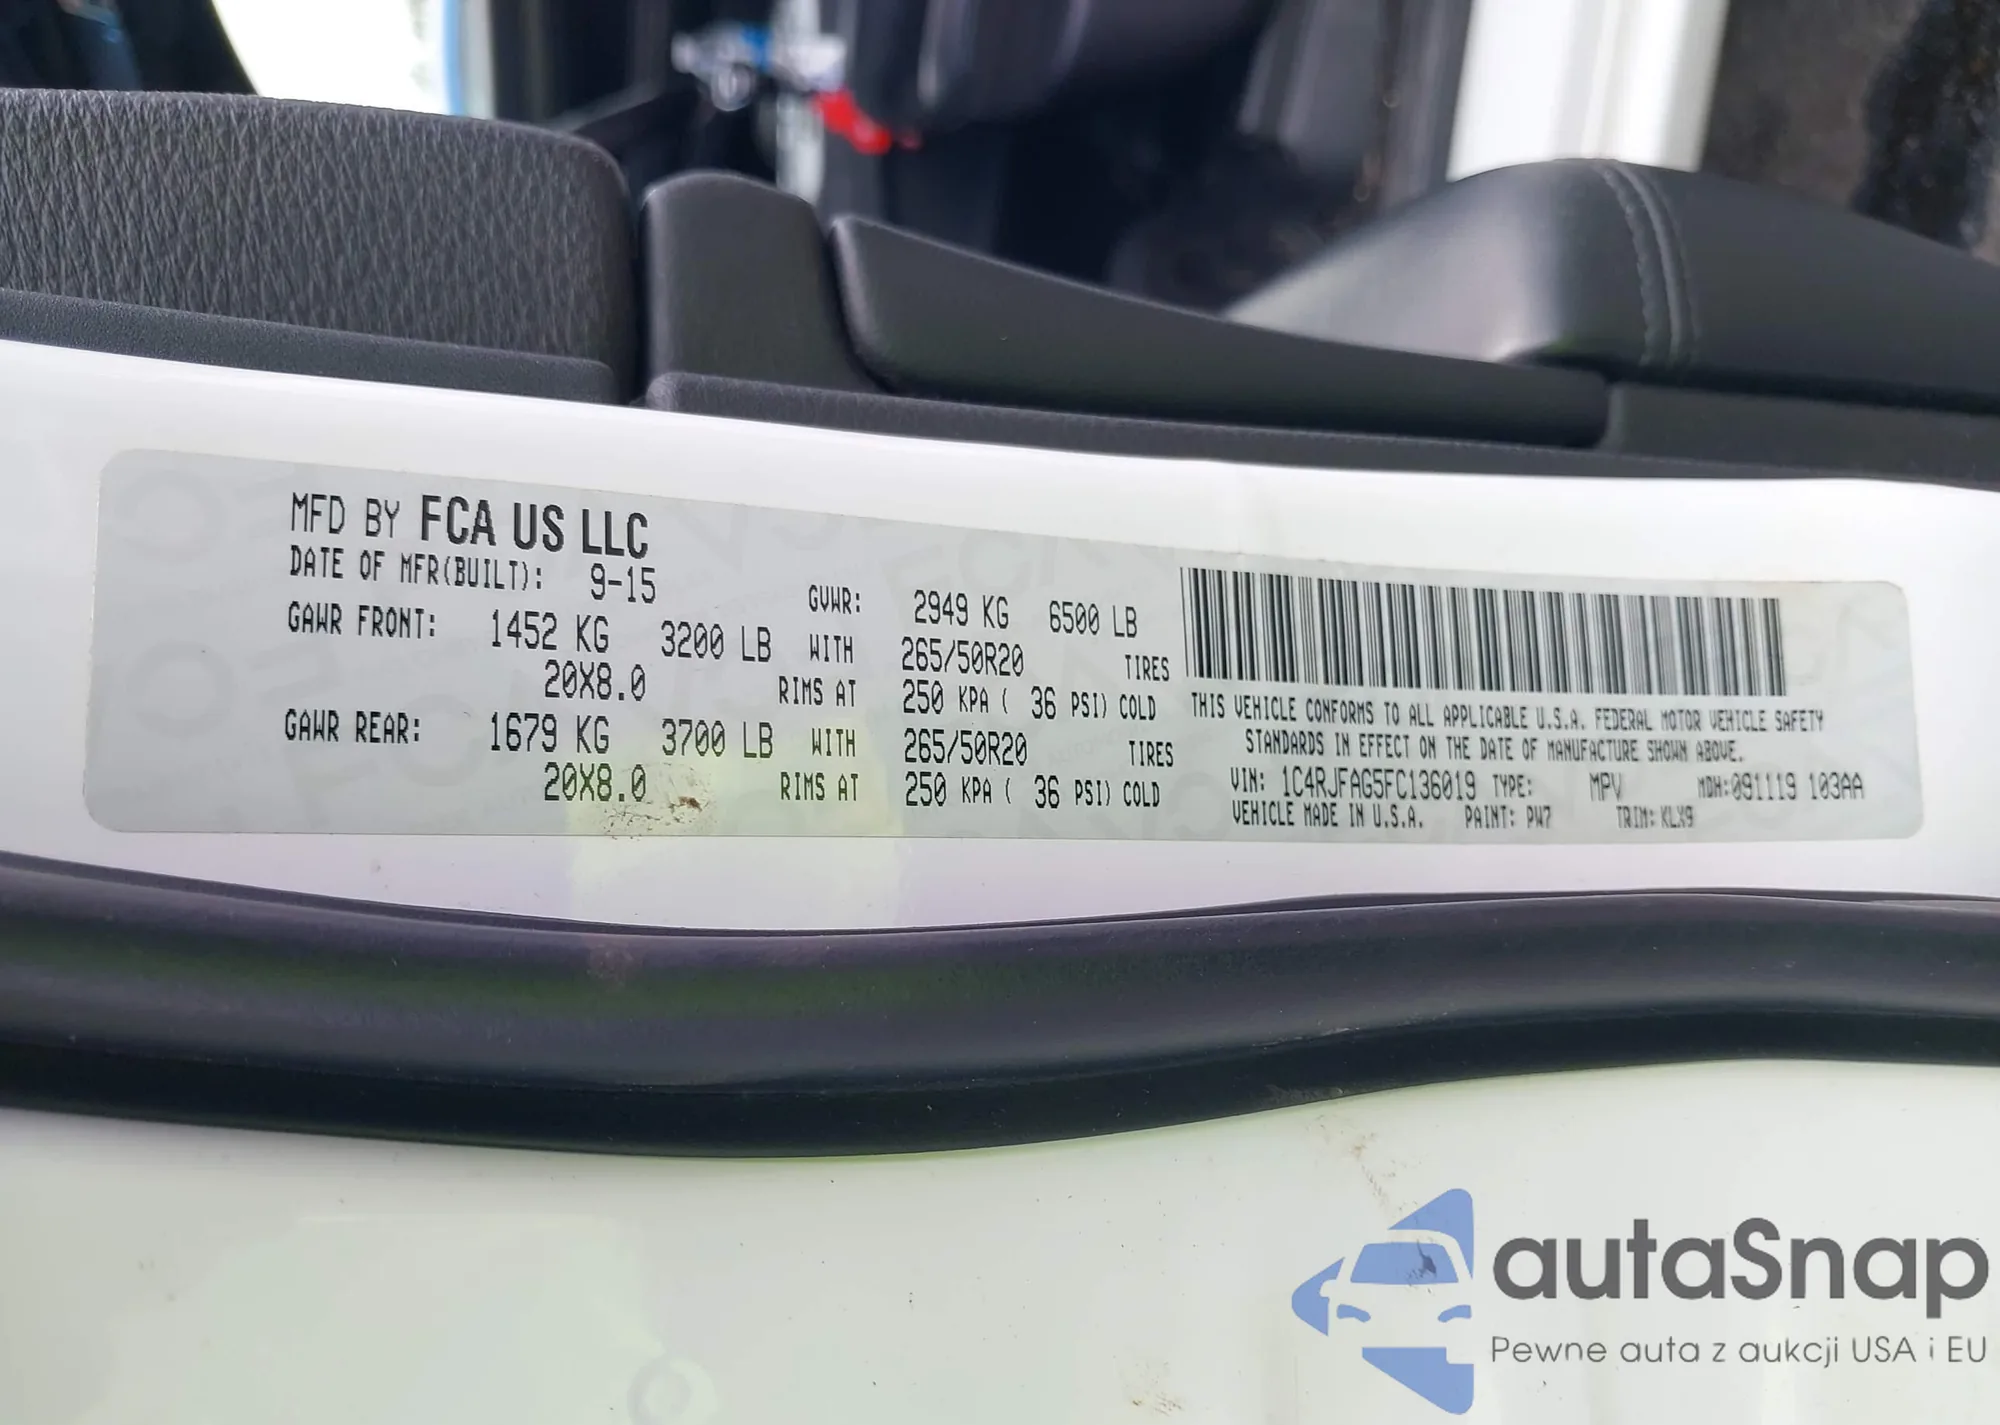 MFD BY FCA US LLC
DATE OF MFR(BUILT): 9-15
GVWR: 2949 KG 6500 LB
GAWR FRONT: 1452 KG 3200 LB WITH 265/50R20 TIRES
20X8.0 RIMS AT 250 KPA ( 36 PSI) COLD
GAWR REAR: 1679 KG 3700 LB WITH 265/50R20 TIRES
20X8.0 RIMS AT 250 KPA ( 36 PSI) COLD
THIS VEHICLE CONFORMS TO ALL APPLICABLE U.S.A. FEDERAL MOTOR VEHICLE SAFETY
STANDARDS IN EFFECT ON THE DATE OF MANUFACTURE SHOWN ABOVE.
VIN: 1C4RJFAG5FC136019 TYPE: MPV MDH:091119 103AA
VEHICLE MADE IN U.S.A. PAINT: PW7 TRIM: KLX9
autaSnap
Pewne auta z aukcji USA i EU